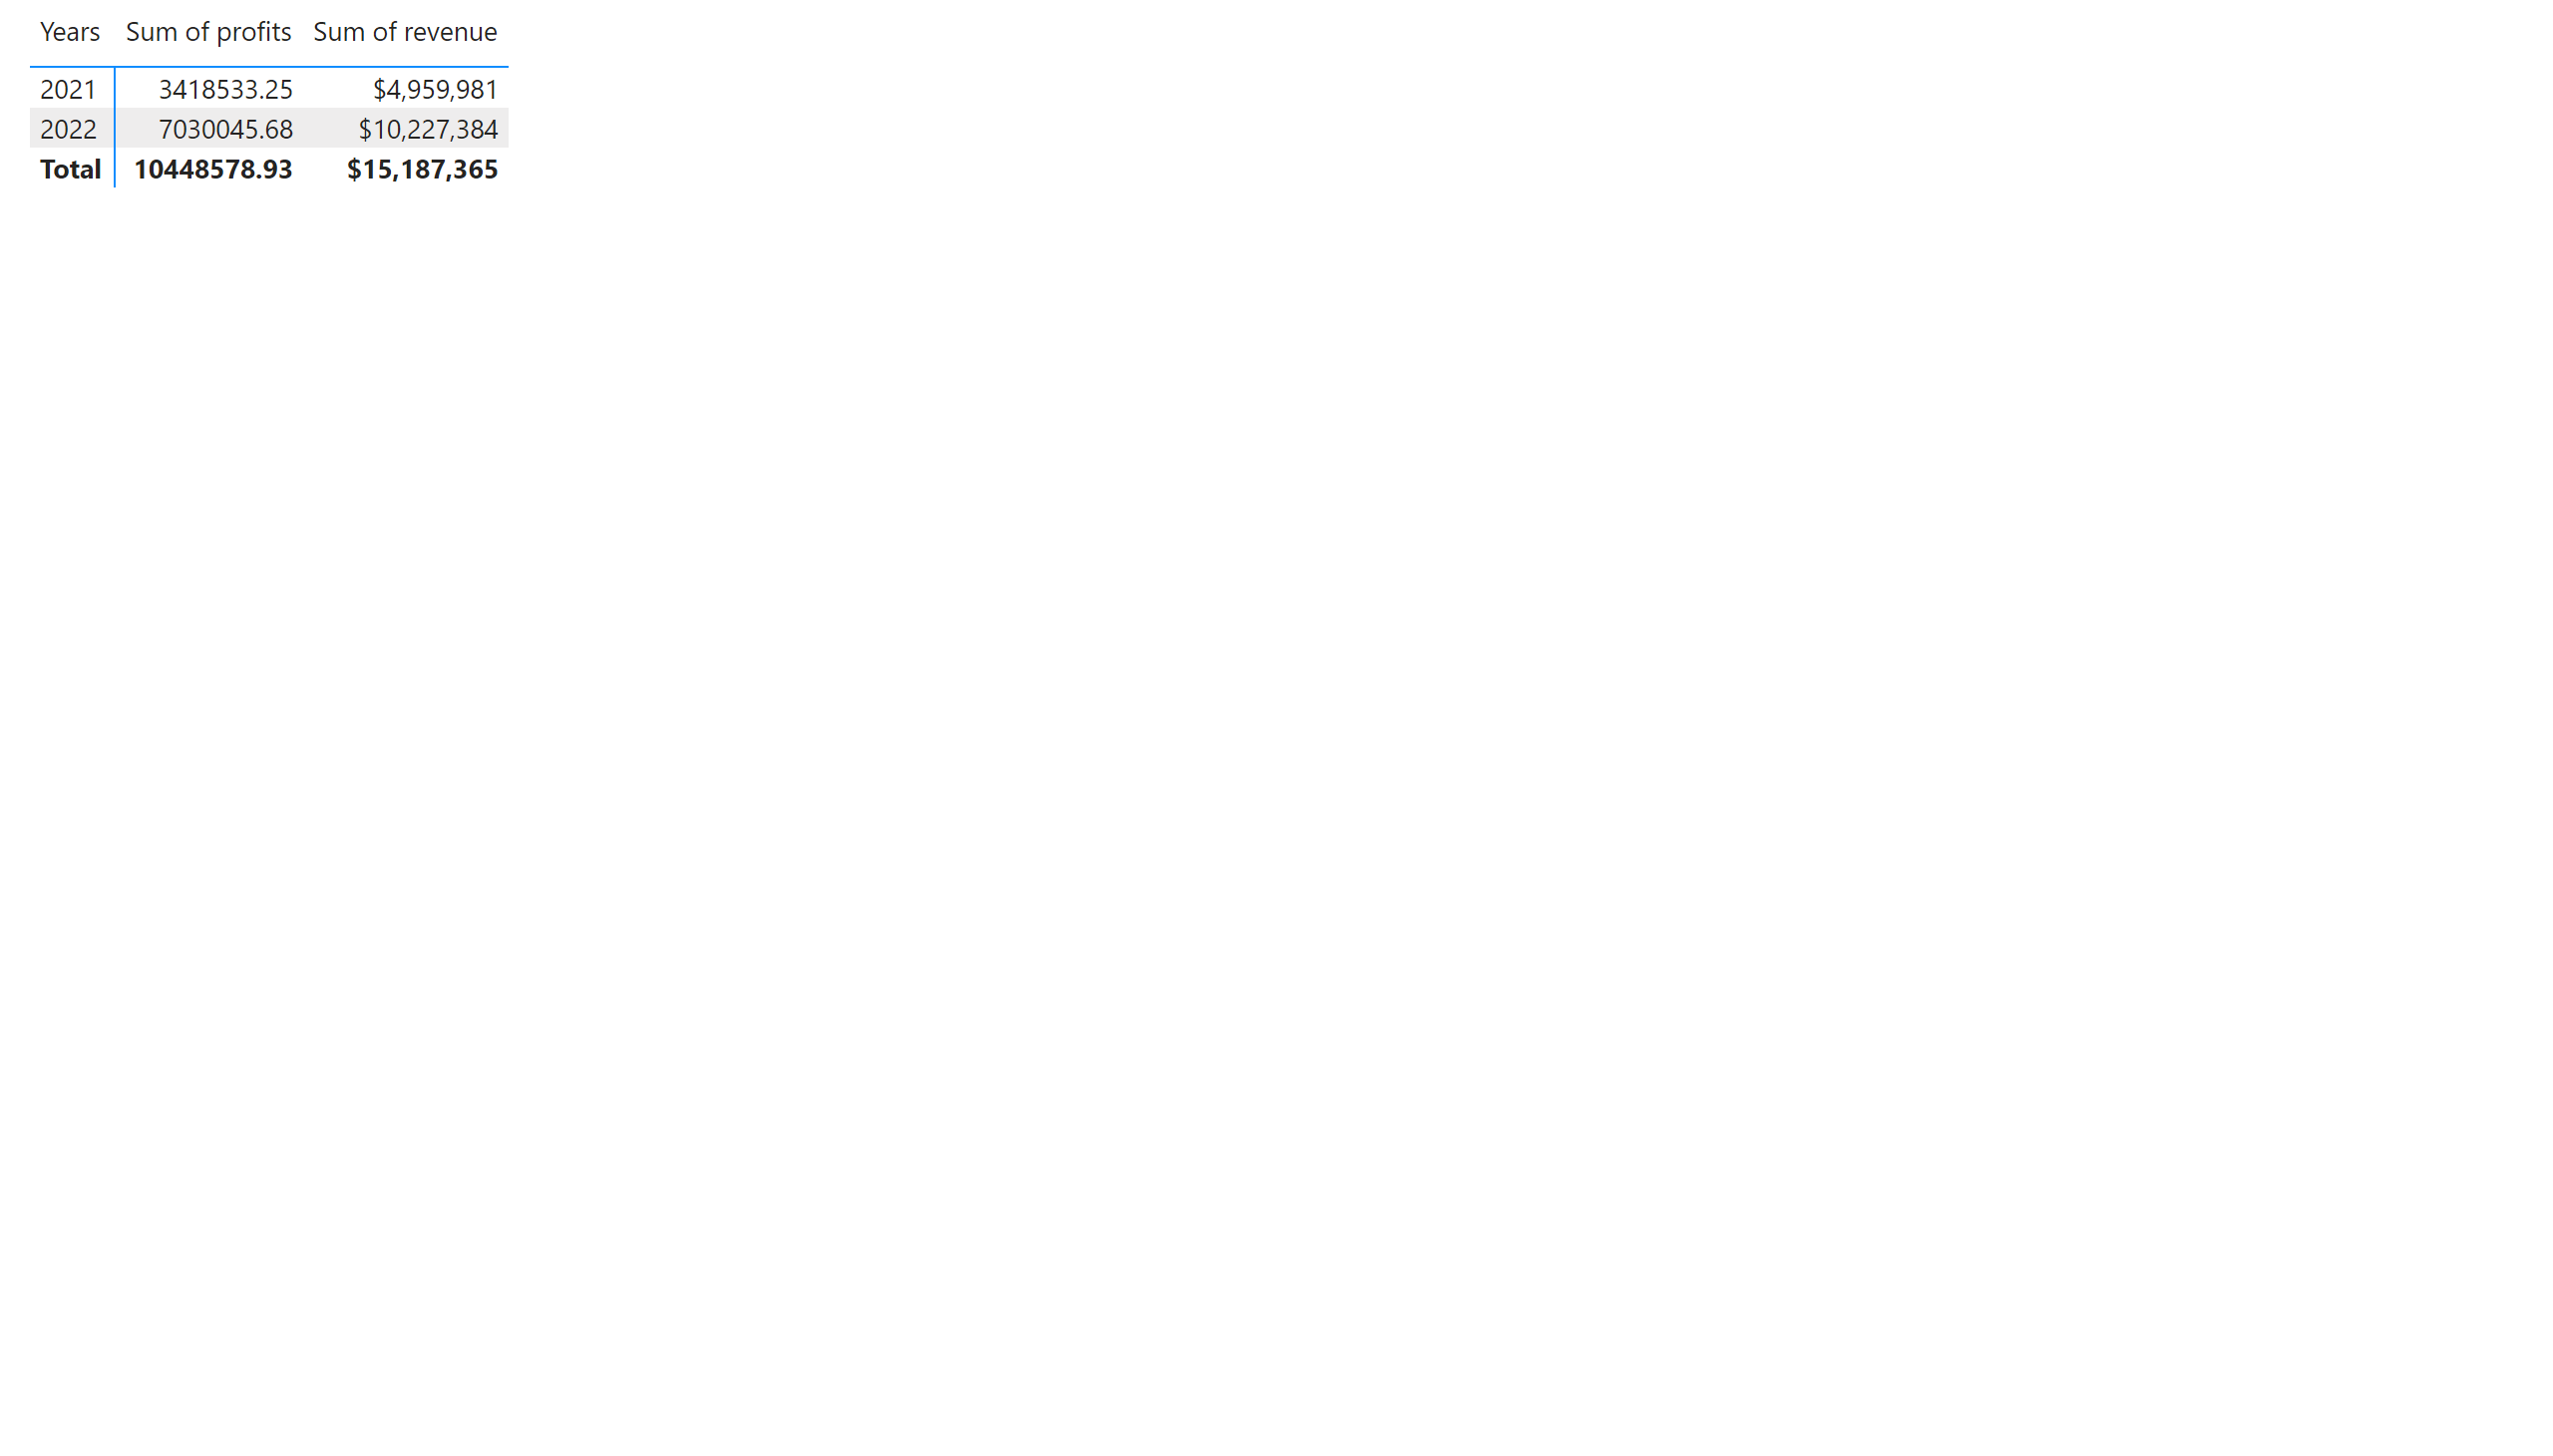 Years Sum of profits Sum of revenue
2021 3418533.25 $4,959,981
2022 7030045.68 $10,227,384
Total 10448578.93 $15,187,365